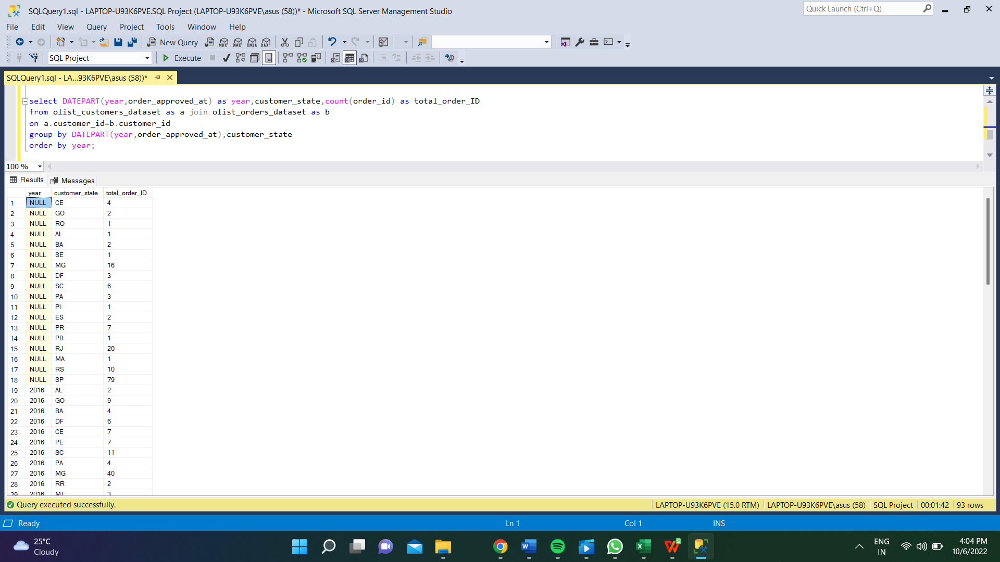 SQLQuery1.sql - LAPTOP-U93K6PVE.SQL Project (LAPTOP-U93K6PVE\asus (58))* - Microsoft SQL Server Management Studio
Quick Launch (Ctrl+Q)
File Edit View Query Project Tools Window Help
New Query MDX DMX XMLA DAX
SQL Project Execute
SQLQuery1.sql - LA...93K6PVE\asus (58))*
select DATEPART(year,order_approved_at) as year,customer_state,count(order_id) as total_order_ID
from olist_customers_dataset as a join olist_orders_dataset as b
on a.customer_id=b.customer_id
group by DATEPART(year,order_approved_at),customer_state
order by year;
100 %
Results Messages
year customer_state total_order_ID
1 NULL CE 4
2 NULL GO 2
3 NULL RO 1
4 NULL AL 1
5 NULL BA 2
6 NULL SE 1
7 NULL MG 16
8 NULL DF 3
9 NULL SC 6
10 NULL PA 3
11 NULL PI 1
12 NULL ES 2
13 NULL PR 7
14 NULL PB 1
15 NULL RJ 20
16 NULL MA 1
17 NULL RS 10
18 NULL SP 79
19 2016 AL 2
20 2016 GO 9
21 2016 BA 4
22 2016 DF 6
23 2016 CE 7
24 2016 PE 7
25 2016 SC 11
26 2016 PA 4
27 2016 MG 40
28 2016 RR 2
29 2016 MT 3
Query executed successfully. LAPTOP-U93K6PVE (15.0 RTM) LAPTOP-U93K6PVE\asus (58) SQL Project 00:01:42 93 rows
Ready Ln 1 Col 1 INS
25°C
Cloudy
ENG
IN
4:04 PM
10/6/2022